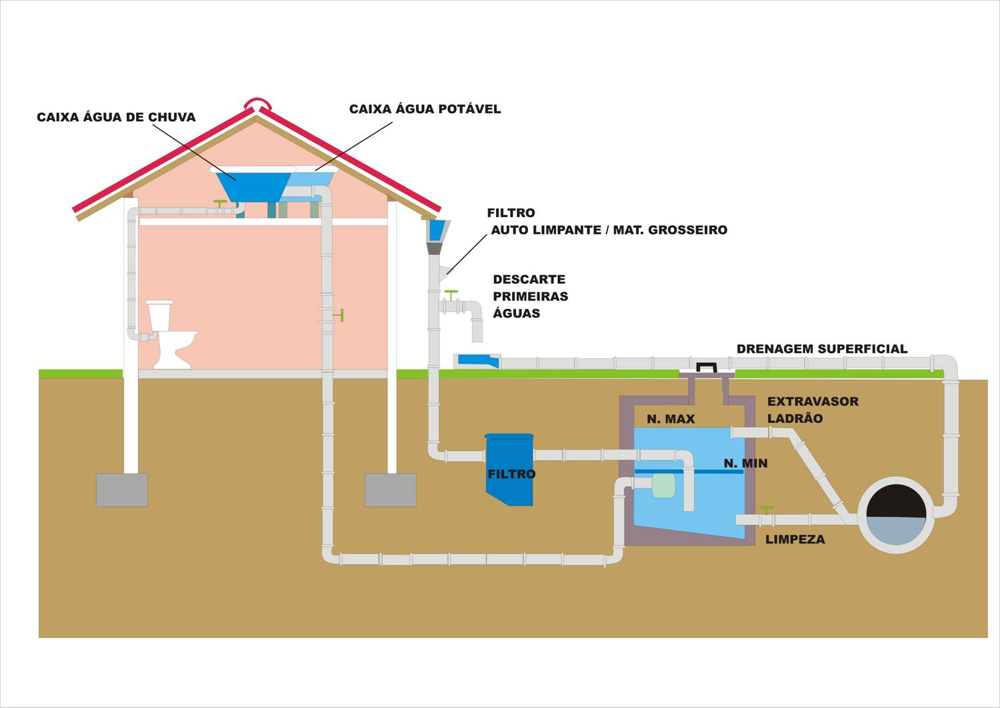 CAIXA ÁGUA DE CHUVA
CAIXA ÁGUA POTÁVEL
FILTRO
AUTO LIMPANTE / MAT. GROSSEIRO
DESCARTE
PRIMEIRAS
ÁGUAS
DRENAGEM SUPERFICIAL
EXTRAVASOR
LADRÃO
N. MAX
N. MIN
FILTRO
LIMPEZA